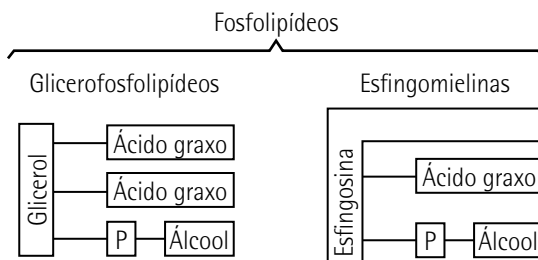 Fosfolipídeos
Glicerofosfolipídeos
Glicerol
Ácido graxo
Ácido graxo
P
Álcool
Esfingomielinas
Esfingosina
Ácido graxo
P
Álcool